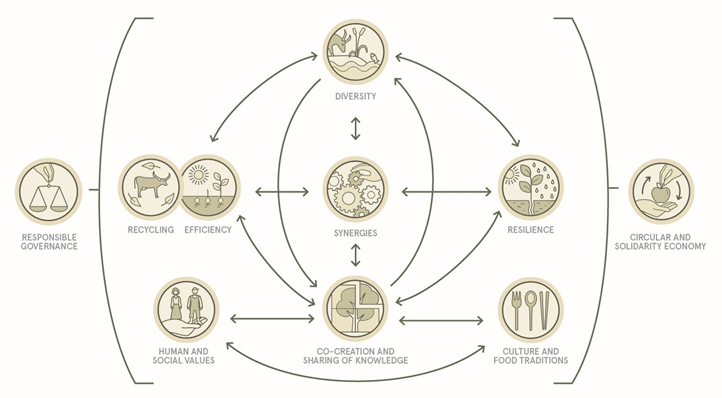 DIVERSITY
RECYCLING
EFFICIENCY
SYNERGIES
RESILIENCE
RESPONSIBLE
GOVERNANCE
CIRCULAR AND
SOLIDARITY ECONOMY
HUMAN AND
SOCIAL VALUES
CO-CREATION AND
SHARING OF KNOWLEDGE
CULTURE AND
FOOD TRADITIONS